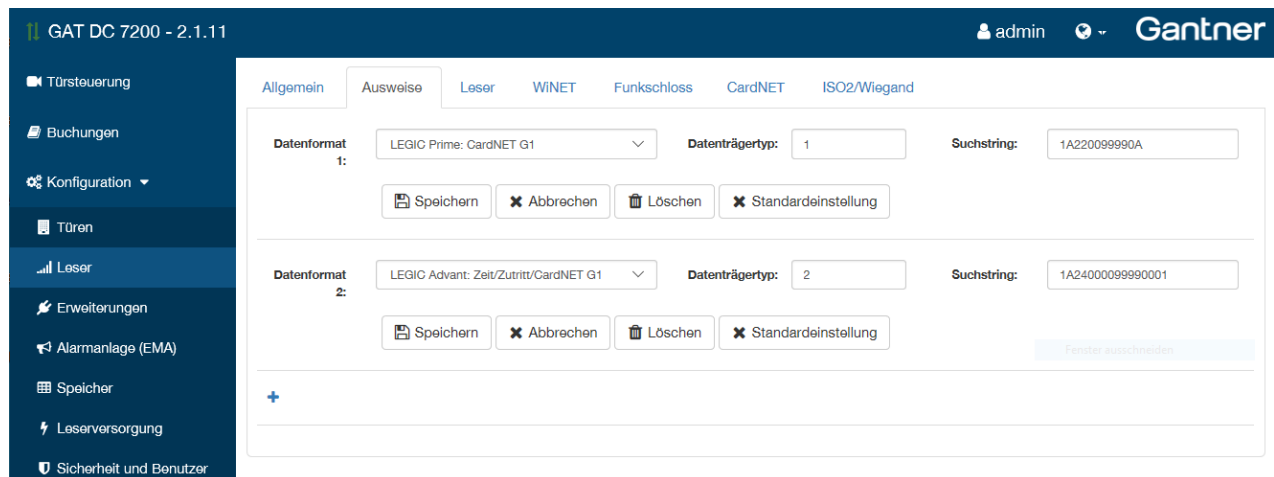 GAT DC 7200 - 2.1.11
admin
Gantner
Türsteuerung
Buchungen
Konfiguration
Türen
Leser
Erweiterungen
Alarmanlage (EMA)
Speicher
Leserversorgung
Sicherheit und Benutzer
Allgemein Ausweise Leser WiNET Funkschloss CardNET ISO2/Wiegand
Datenformat 1: LEGIC Prime: CardNET G1 Datenträgertyp: 1 Suchstring: 1A220099990A
Speichern Abbrechen Löschen Standardeinstellung
Datenformat 2: LEGIC Advant: Zeit/Zutritt/CardNET G1 Datenträgertyp: 2 Suchstring: 1A24000099990001
Speichern Abbrechen Löschen Standardeinstellung
Fenster ausschneiden
+